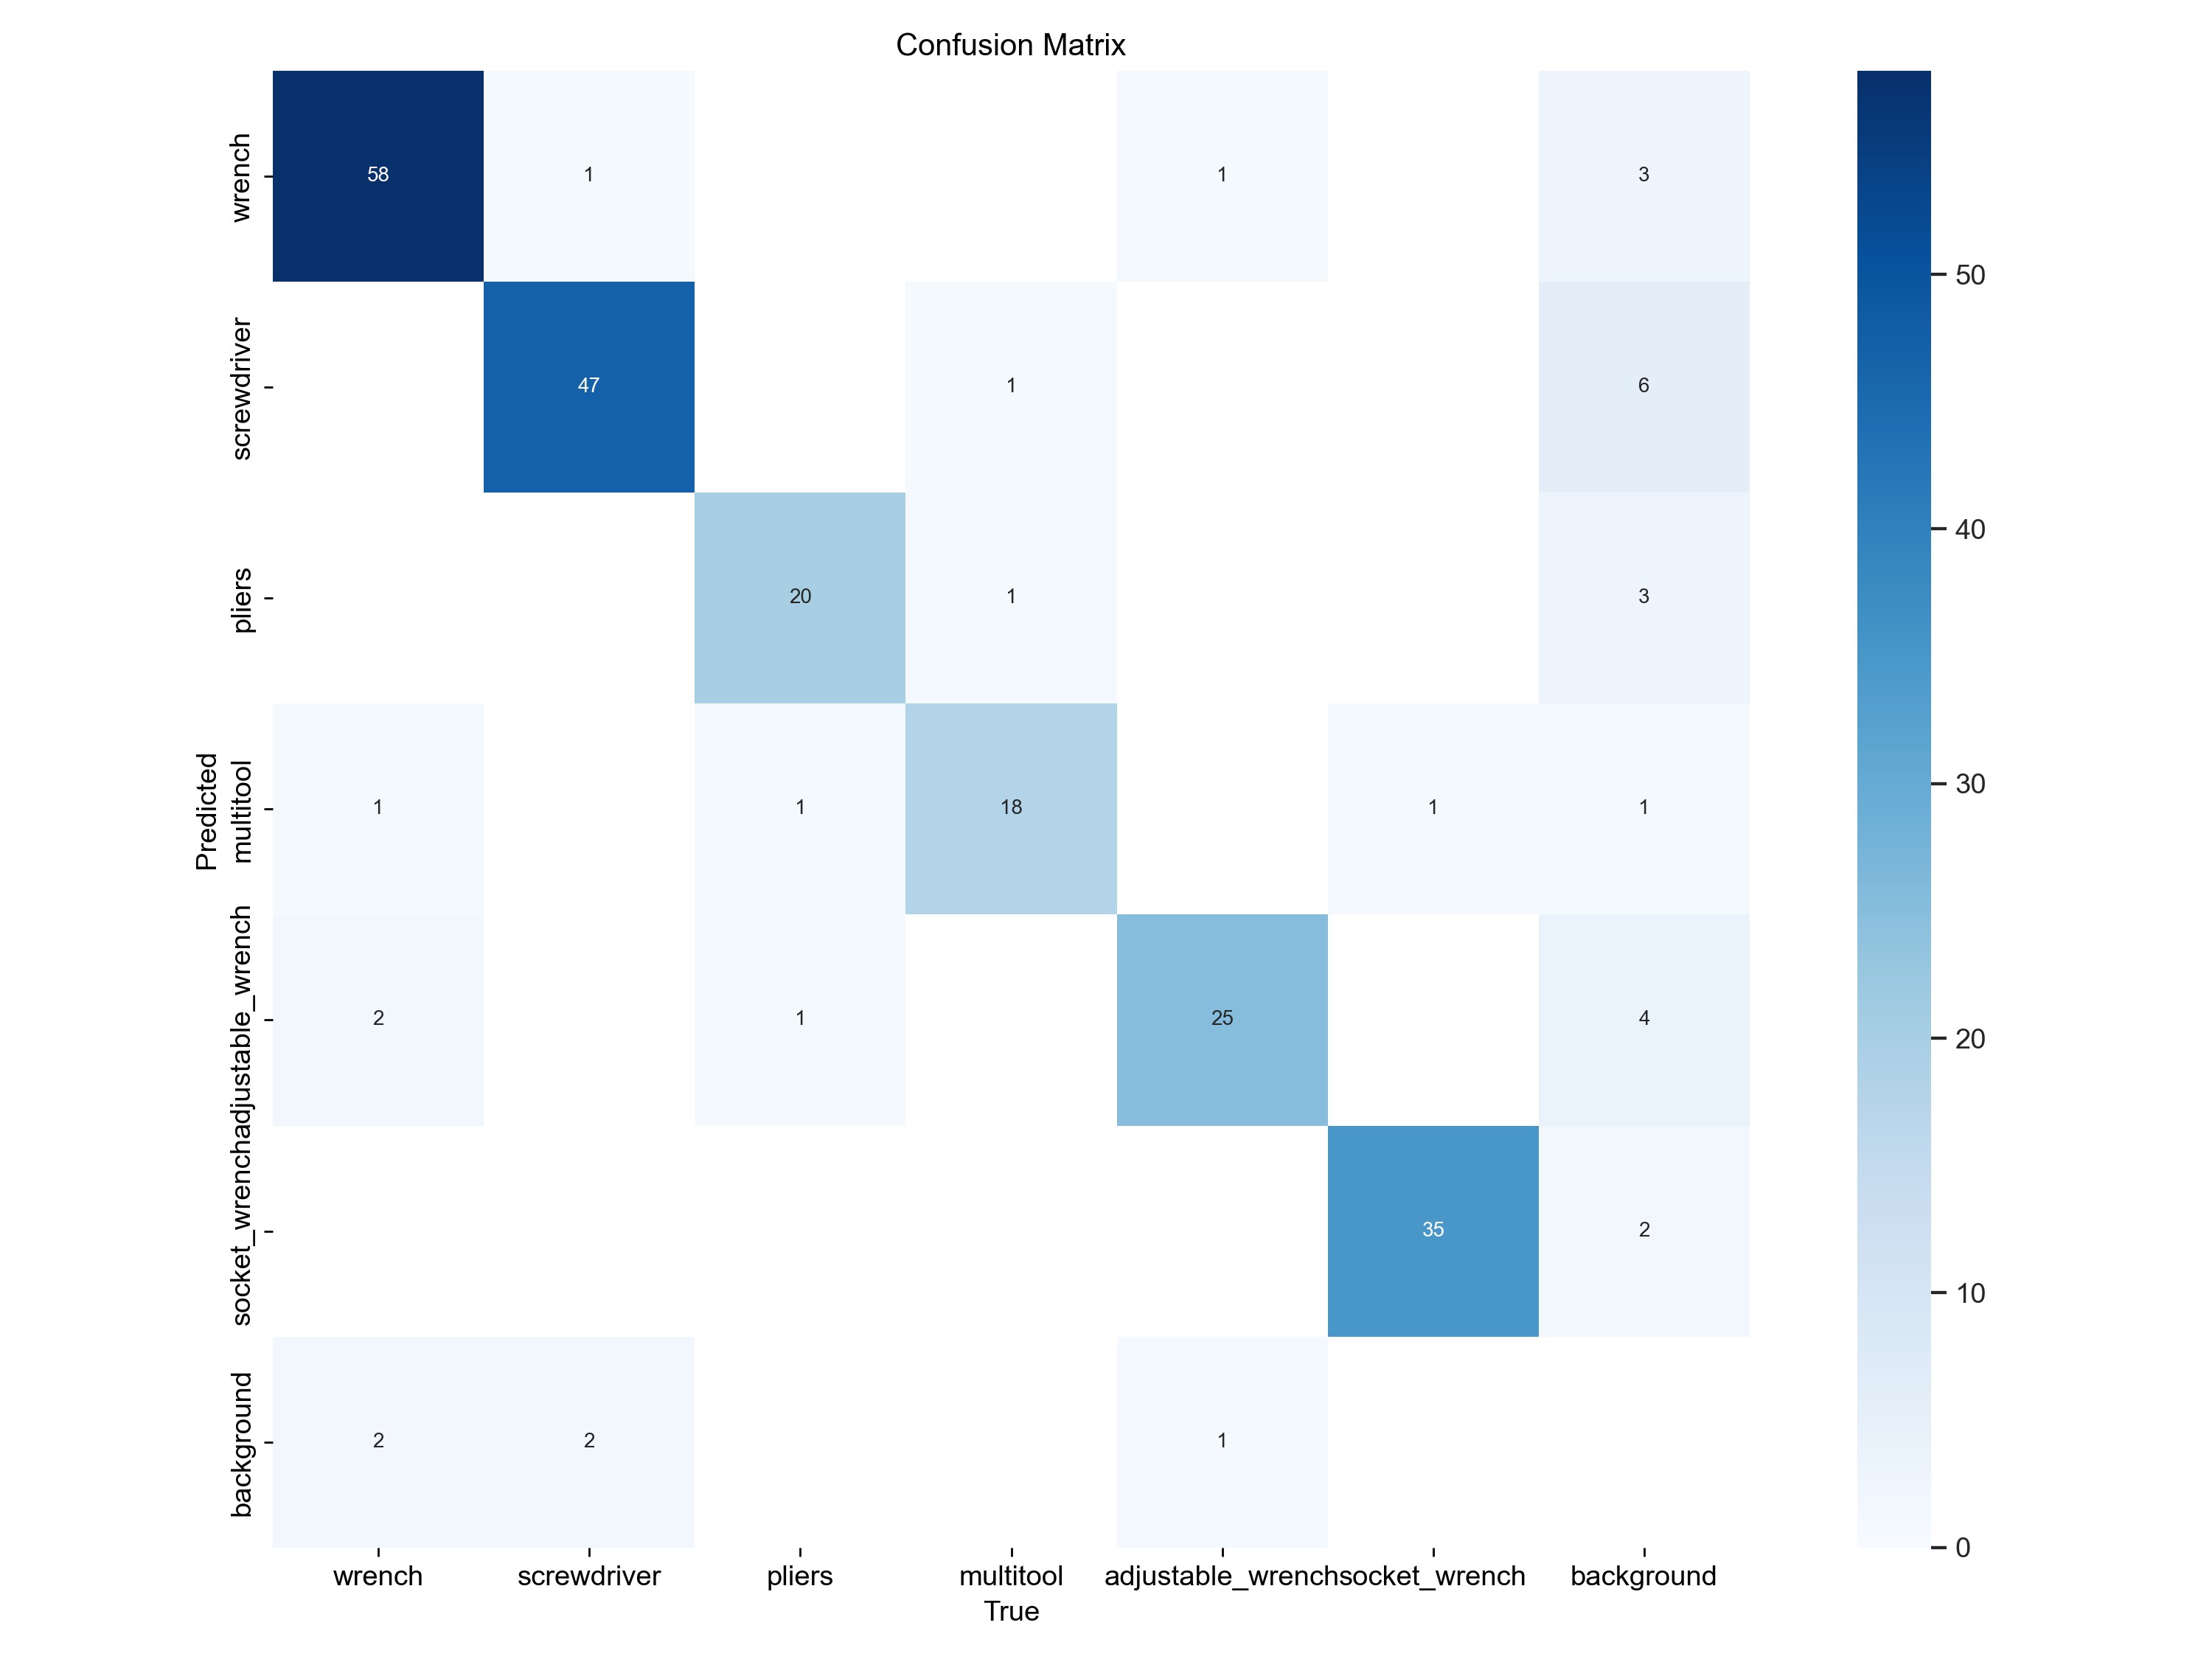 Confusion Matrix
wrench
58
1
1
3
50
screwdriver
47
1
6
40
pliers
20
1
3
30
Predicted
multitool
1
1
18
1
1
adjustable_wrench
2
1
25
4
20
socket_wrench
35
2
10
background
2
2
1
0
wrench screwdriver pliers multitool adjustable_wrench socket_wrench background
True